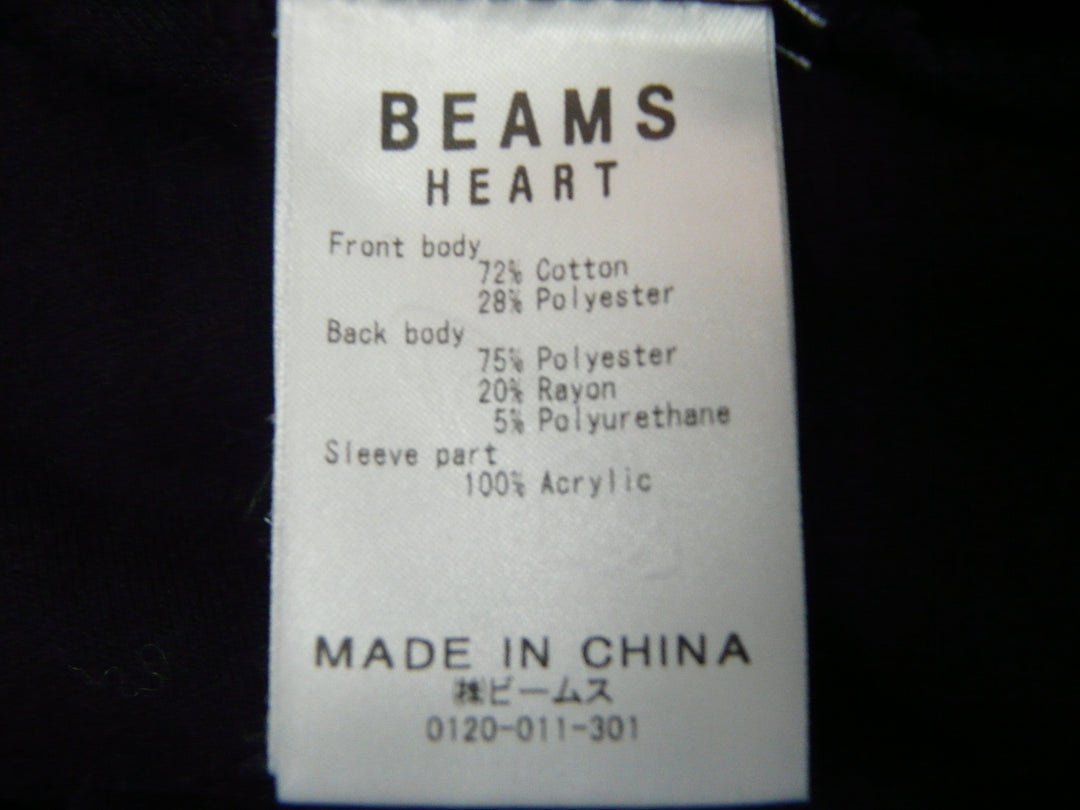 BEAMS
HEART
Front body
72% Cotton
28% Polyester
Back body
75% Polyester
20% Rayon
5% Polyurethane
Sleeve part
100% Acrylic
MADE IN CHINA
㈱ビームス
0120-011-301